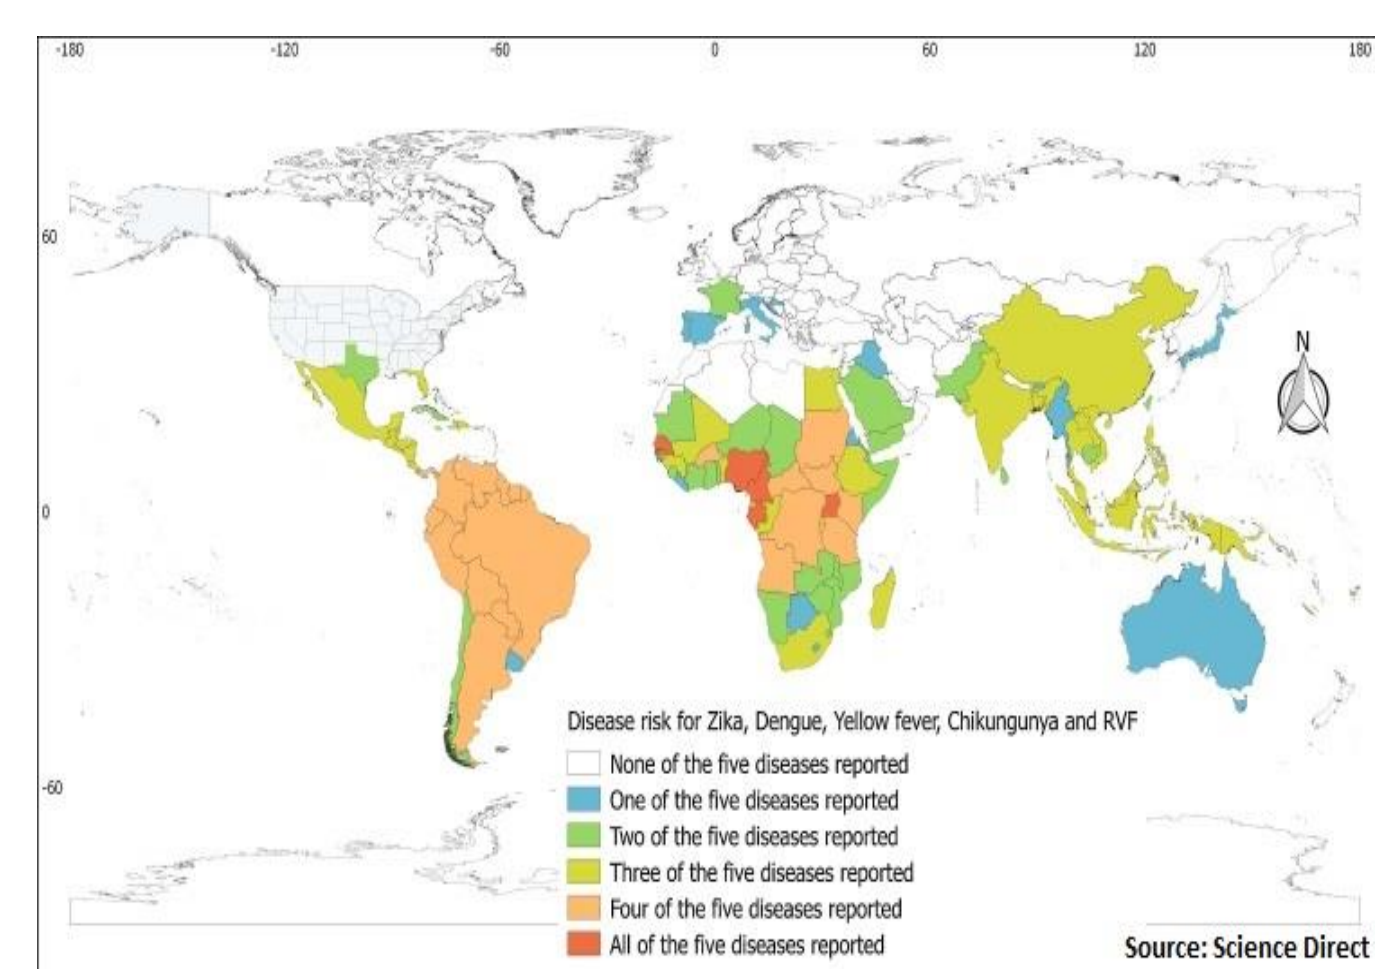 -180 -120 -60 0 60 120 180
60
0
-60
N
Disease risk for Zika, Dengue, Yellow fever, Chikungunya and RVF
None of the five diseases reported
One of the five diseases reported
Two of the five diseases reported
Three of the five diseases reported
Four of the five diseases reported
All of the five diseases reported
Source: Science Direct